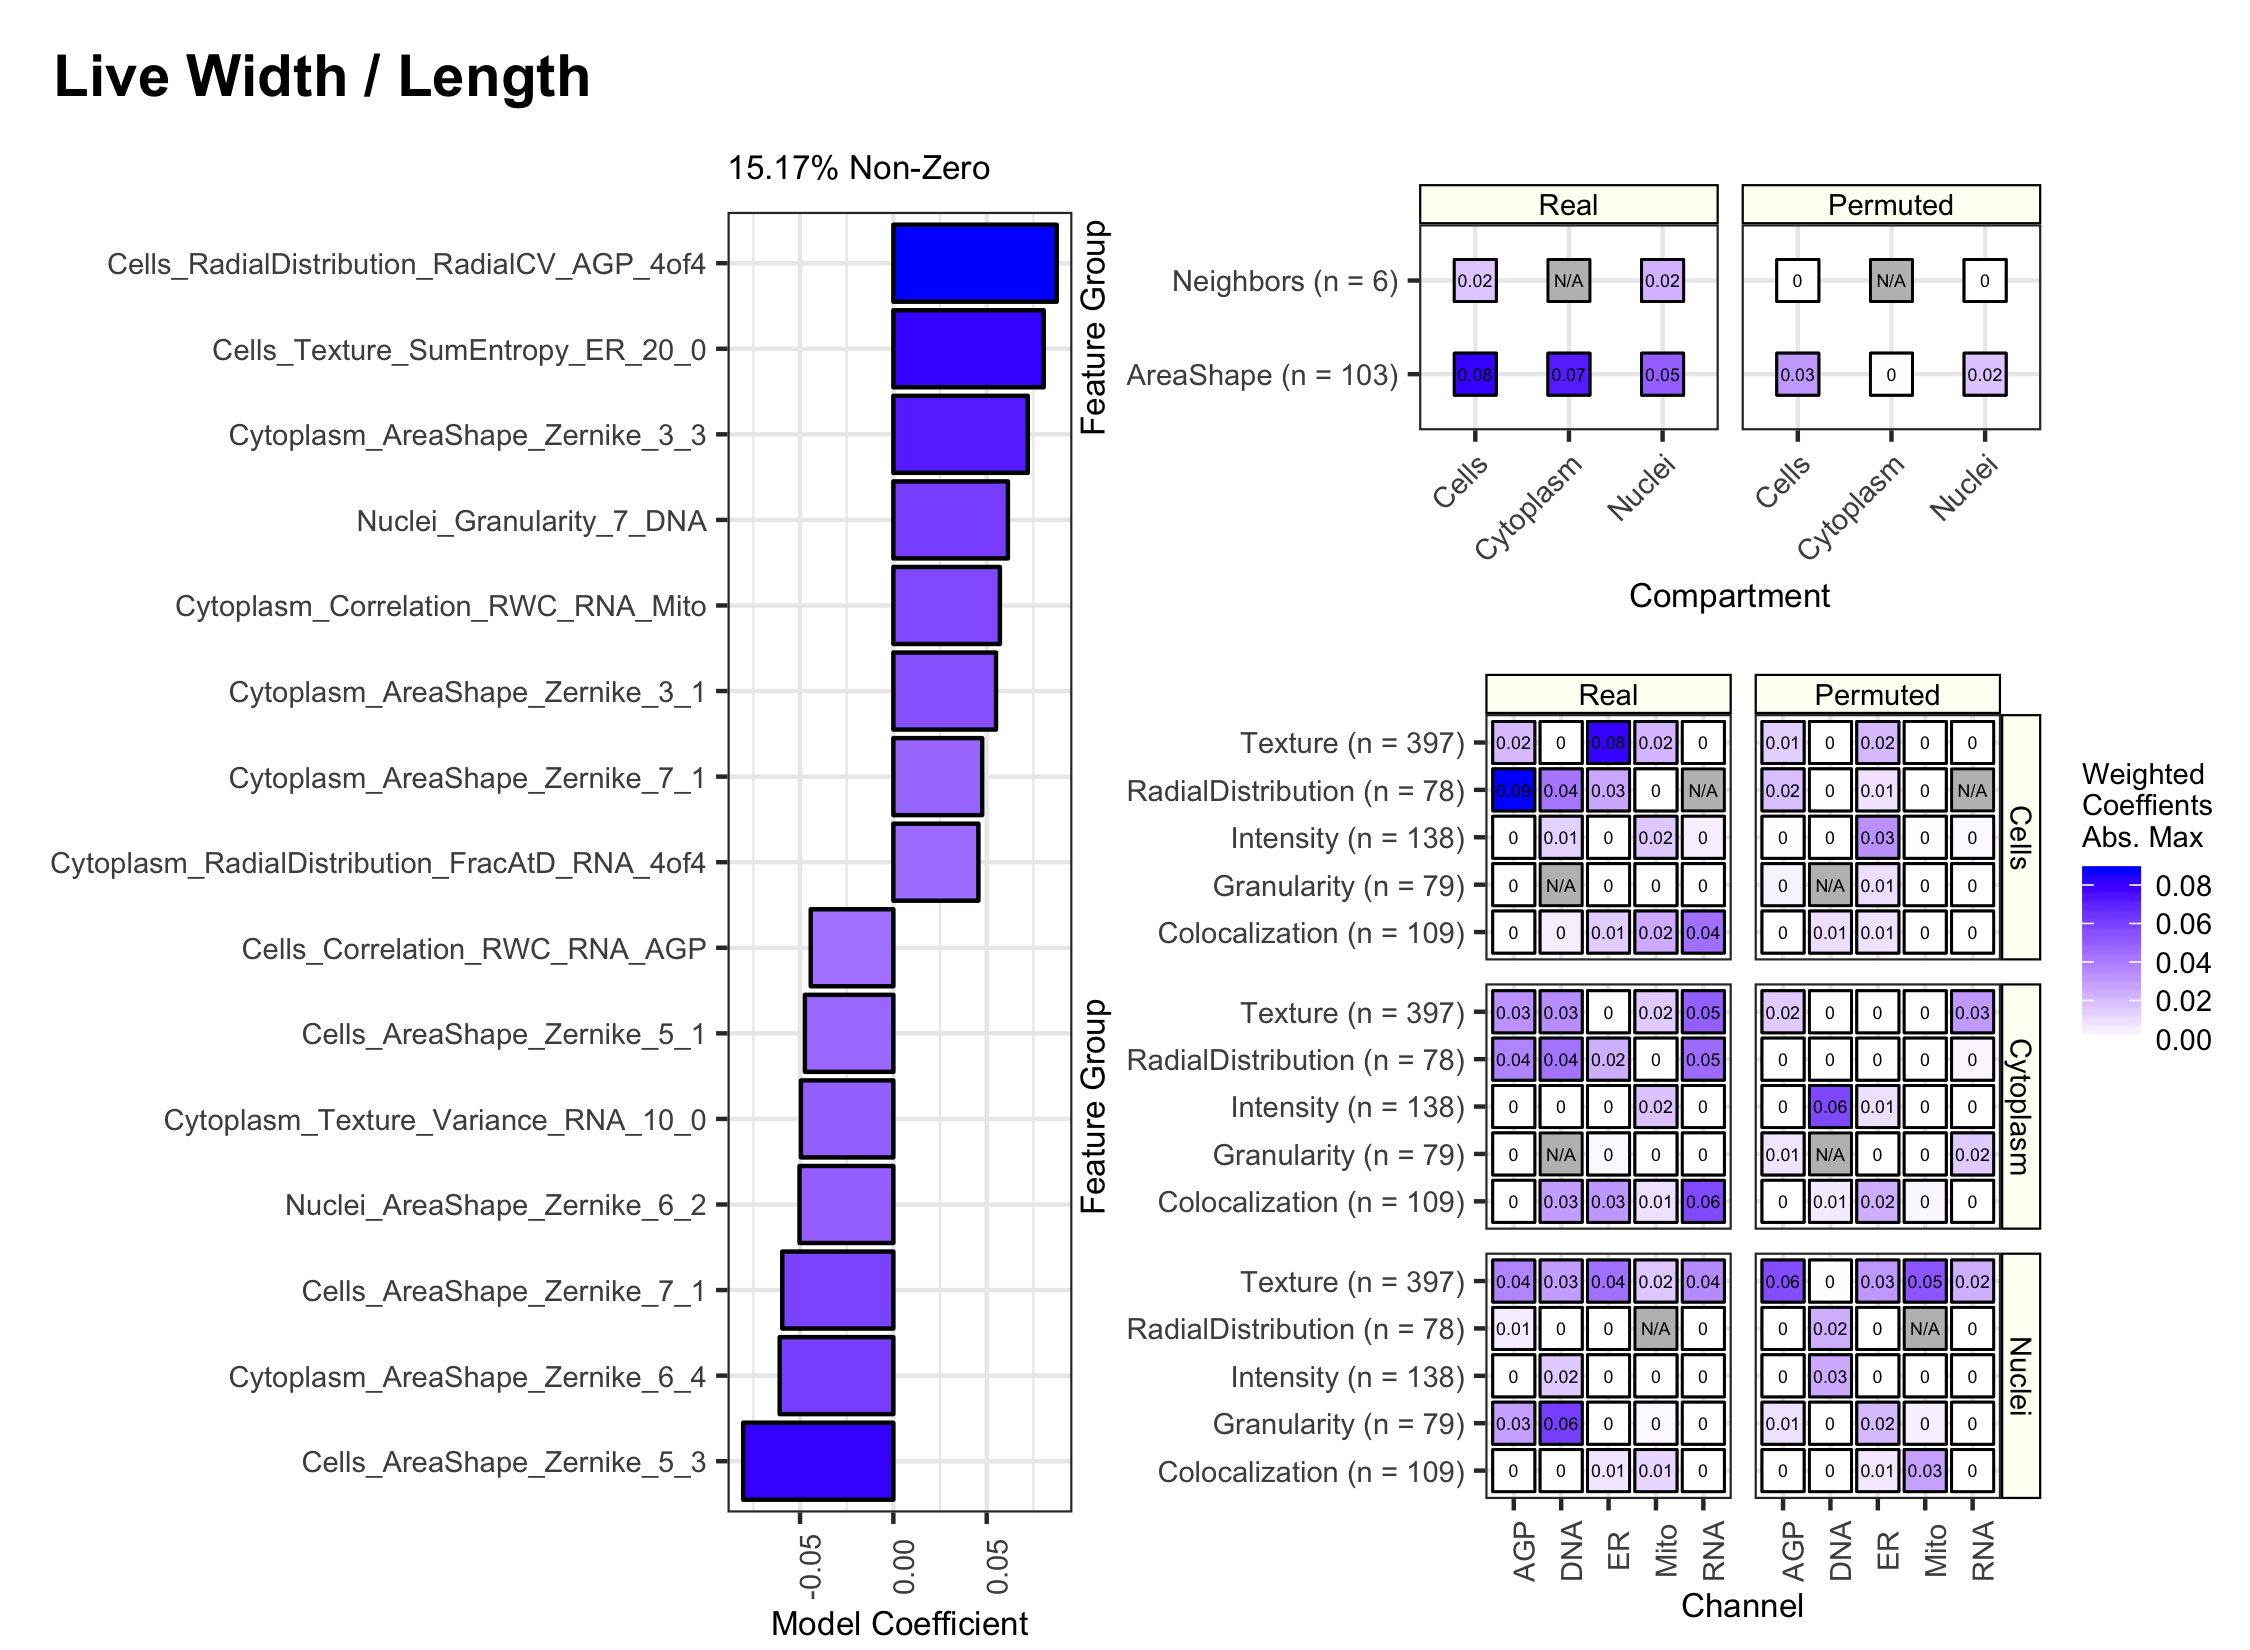 Live Width / Length
15.17% Non-Zero
Cells_RadialDistribution_RadialCV_AGP_4of4
Cells_Texture_SumEntropy_ER_20_0
Cytoplasm_AreaShape_Zernike_3_3
Nuclei_Granularity_7_DNA
Cytoplasm_Correlation_RWC_RNA_Mito
Cytoplasm_AreaShape_Zernike_3_1
Cytoplasm_AreaShape_Zernike_7_1
Cytoplasm_RadialDistribution_FracAtD_RNA_4of4
Cells_Correlation_RWC_RNA_AGP
Cells_AreaShape_Zernike_5_1
Cytoplasm_Texture_Variance_RNA_10_0
Nuclei_AreaShape_Zernike_6_2
Cells_AreaShape_Zernike_7_1
Cytoplasm_AreaShape_Zernike_6_4
Cells_AreaShape_Zernike_5_3
-0.05 0.00 0.05
Model Coefficient
Feature Group
Real Permuted
Neighbors (n = 6) 0.02 N/A 0.02 0 N/A 0
AreaShape (n = 103) 0.08 0.07 0.05 0.03 0 0.02
Cells Cytoplasm Nuclei Cells Cytoplasm Nuclei
Compartment
Feature Group
Real Permuted
Texture (n = 397) 0.02 0 0.08 0.02 0 0.01 0 0.02 0 0
RadialDistribution (n = 78) 0.09 0.04 0.03 0 N/A 0.02 0 0.01 0 N/A
Intensity (n = 138) 0 0.01 0 0.02 0 0 0 0.03 0 0
Granularity (n = 79) 0 N/A 0 0 0 0 N/A 0.01 0 0
Colocalization (n = 109) 0 0 0.01 0.02 0.04 0 0.01 0.01 0 0
Cells
Texture (n = 397) 0.03 0.03 0 0.02 0.05 0.02 0 0 0 0.03
RadialDistribution (n = 78) 0.04 0.04 0.02 0 0.05 0 0 0 0 0
Intensity (n = 138) 0 0 0 0.02 0 0 0.06 0.01 0 0
Granularity (n = 79) 0 N/A 0 0 0 0.01 N/A 0 0 0.02
Colocalization (n = 109) 0 0.03 0.03 0.01 0.06 0 0.01 0.02 0 0
Cytoplasm
Texture (n = 397) 0.04 0.03 0.04 0.02 0.04 0.06 0 0.03 0.05 0.02
RadialDistribution (n = 78) 0.01 0 0 N/A 0 0 0.02 0 N/A 0
Intensity (n = 138) 0 0.02 0 0 0 0 0.03 0 0 0
Granularity (n = 79) 0.03 0.06 0 0 0 0.01 0 0.02 0 0
Colocalization (n = 109) 0 0 0.01 0.01 0 0 0 0.01 0.03 0
Nuclei
AGP DNA ER Mito RNA AGP DNA ER Mito RNA
Channel
Weighted
Coeffients
Abs. Max
0.08
0.06
0.04
0.02
0.00